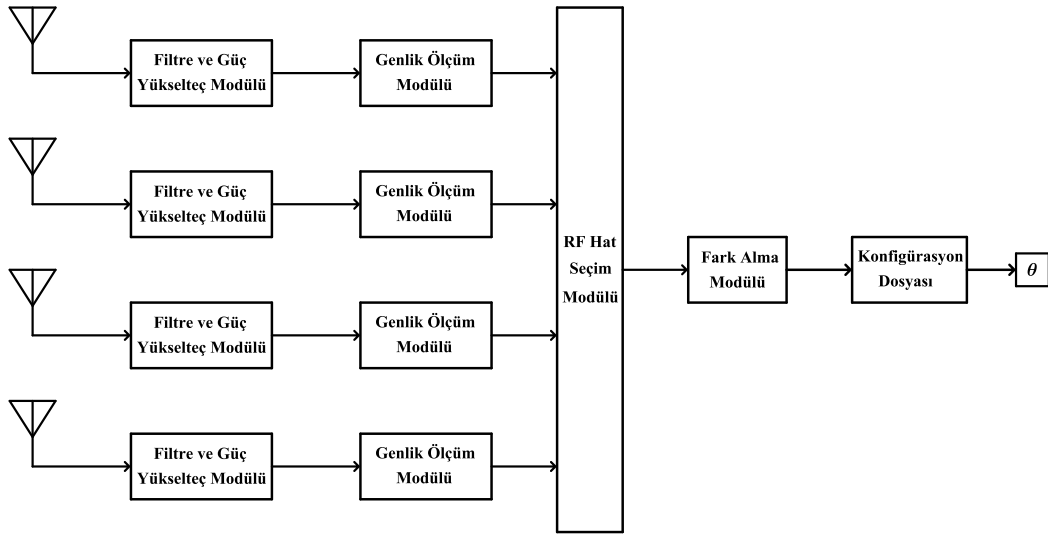 Filtre ve Güç
Yükselteç Modülü
Genlik Ölçüm
Modülü
Filtre ve Güç
Yükselteç Modülü
Genlik Ölçüm
Modülü
RF Hat
Seçim
Modülü
Fark Alma
Modülü
Konfigürasyon
Dosyası
θ
Filtre ve Güç
Yükselteç Modülü
Genlik Ölçüm
Modülü
Filtre ve Güç
Yükselteç Modülü
Genlik Ölçüm
Modülü